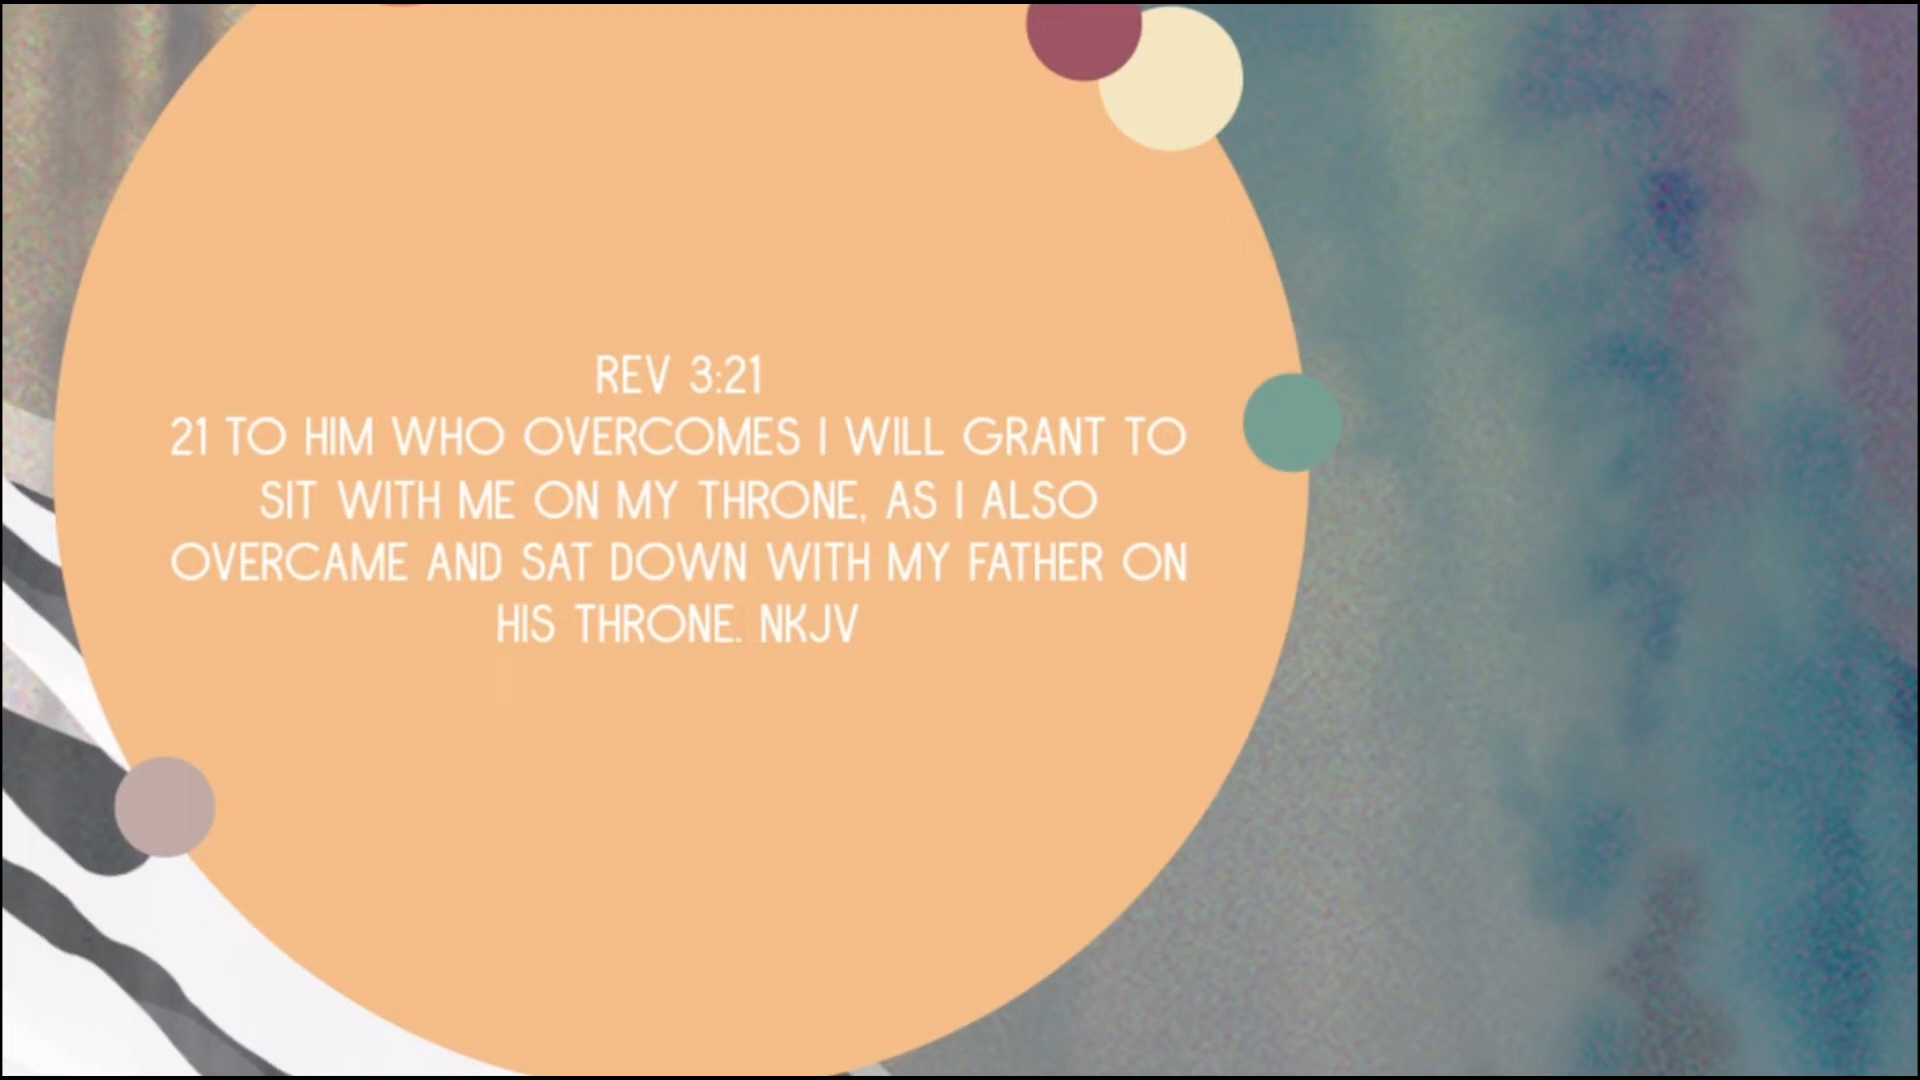 REV 3:21
21 TO HIM WHO OVERCOMES I WILL GRANT TO
SIT WITH ME ON MY THRONE, AS I ALSO
OVERCAME AND SAT DOWN WITH MY FATHER ON
HIS THRONE. NKJV